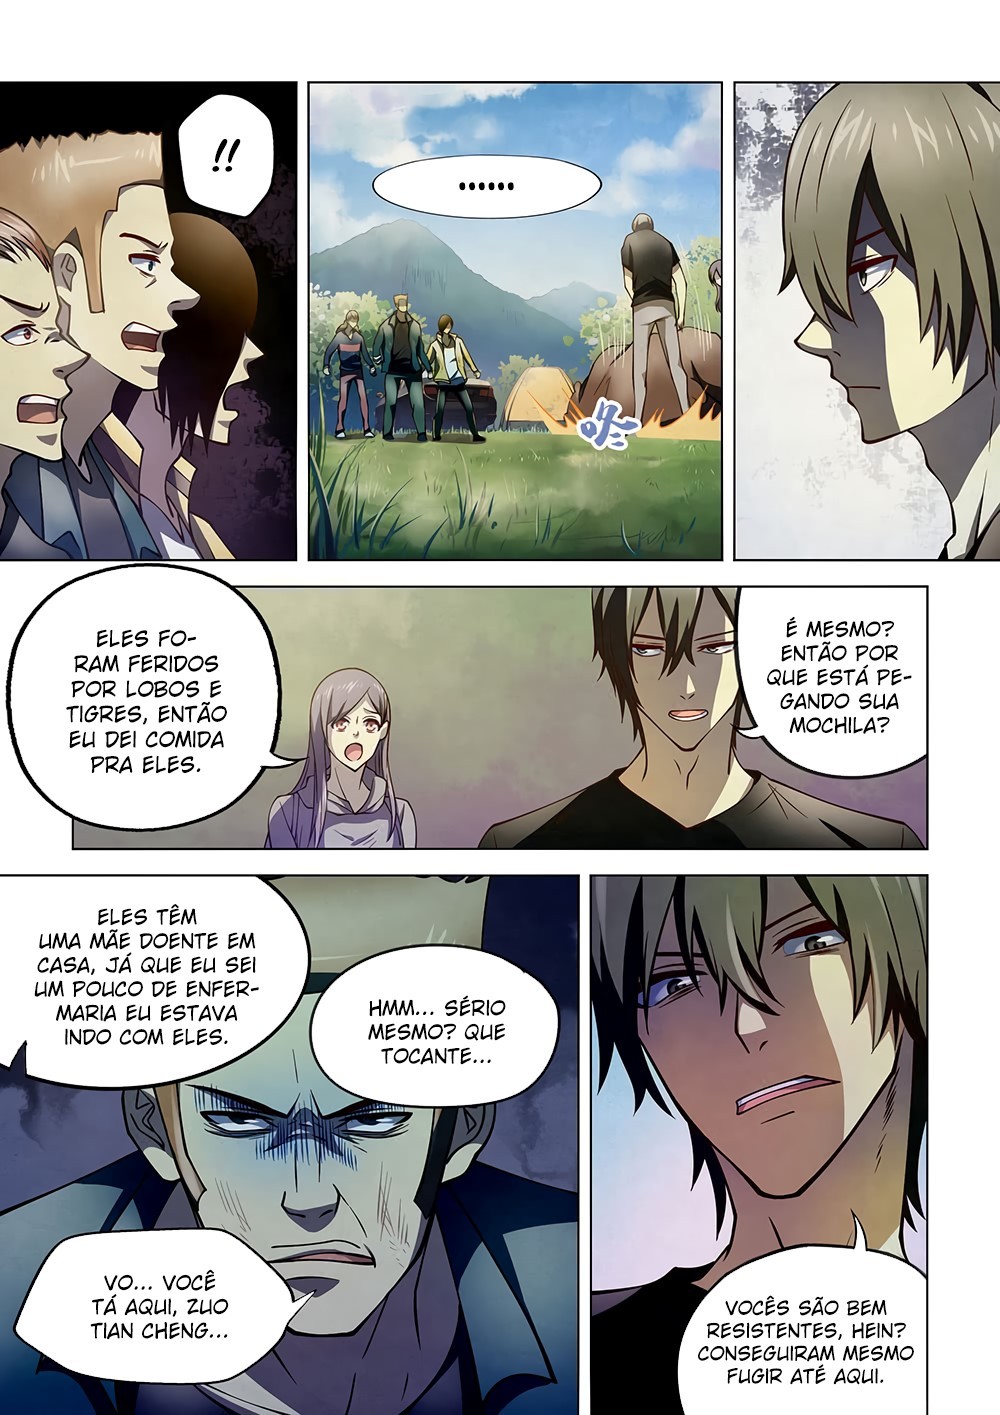 !!
......
咚
ELES FO-
RAM FERIDOS
POR LOBOS E
TIGRES, ENTÃO
EU DEI COMIDA
PRA ELES.
É MESMO?
ENTÃO POR
QUE ESTÁ PE-
GANDO SUA
MOCHILA?
ELES TÊM
UMA MÃE DOENTE EM
CASA, JÁ QUE EU SEI
UM POUCO DE ENFER-
MARIA EU ESTAVA
INDO COM ELES.
HMM... SÉRIO
MESMO? QUE
TOCANTE...
VO... VOCÊ
TÁ AQUI, ZUO
TIAN CHENG...
VOCÊS SÃO BEM
RESISTENTES, HEIN?
CONSEGUIRAM MESMO
FUGIR ATÉ AQUI.